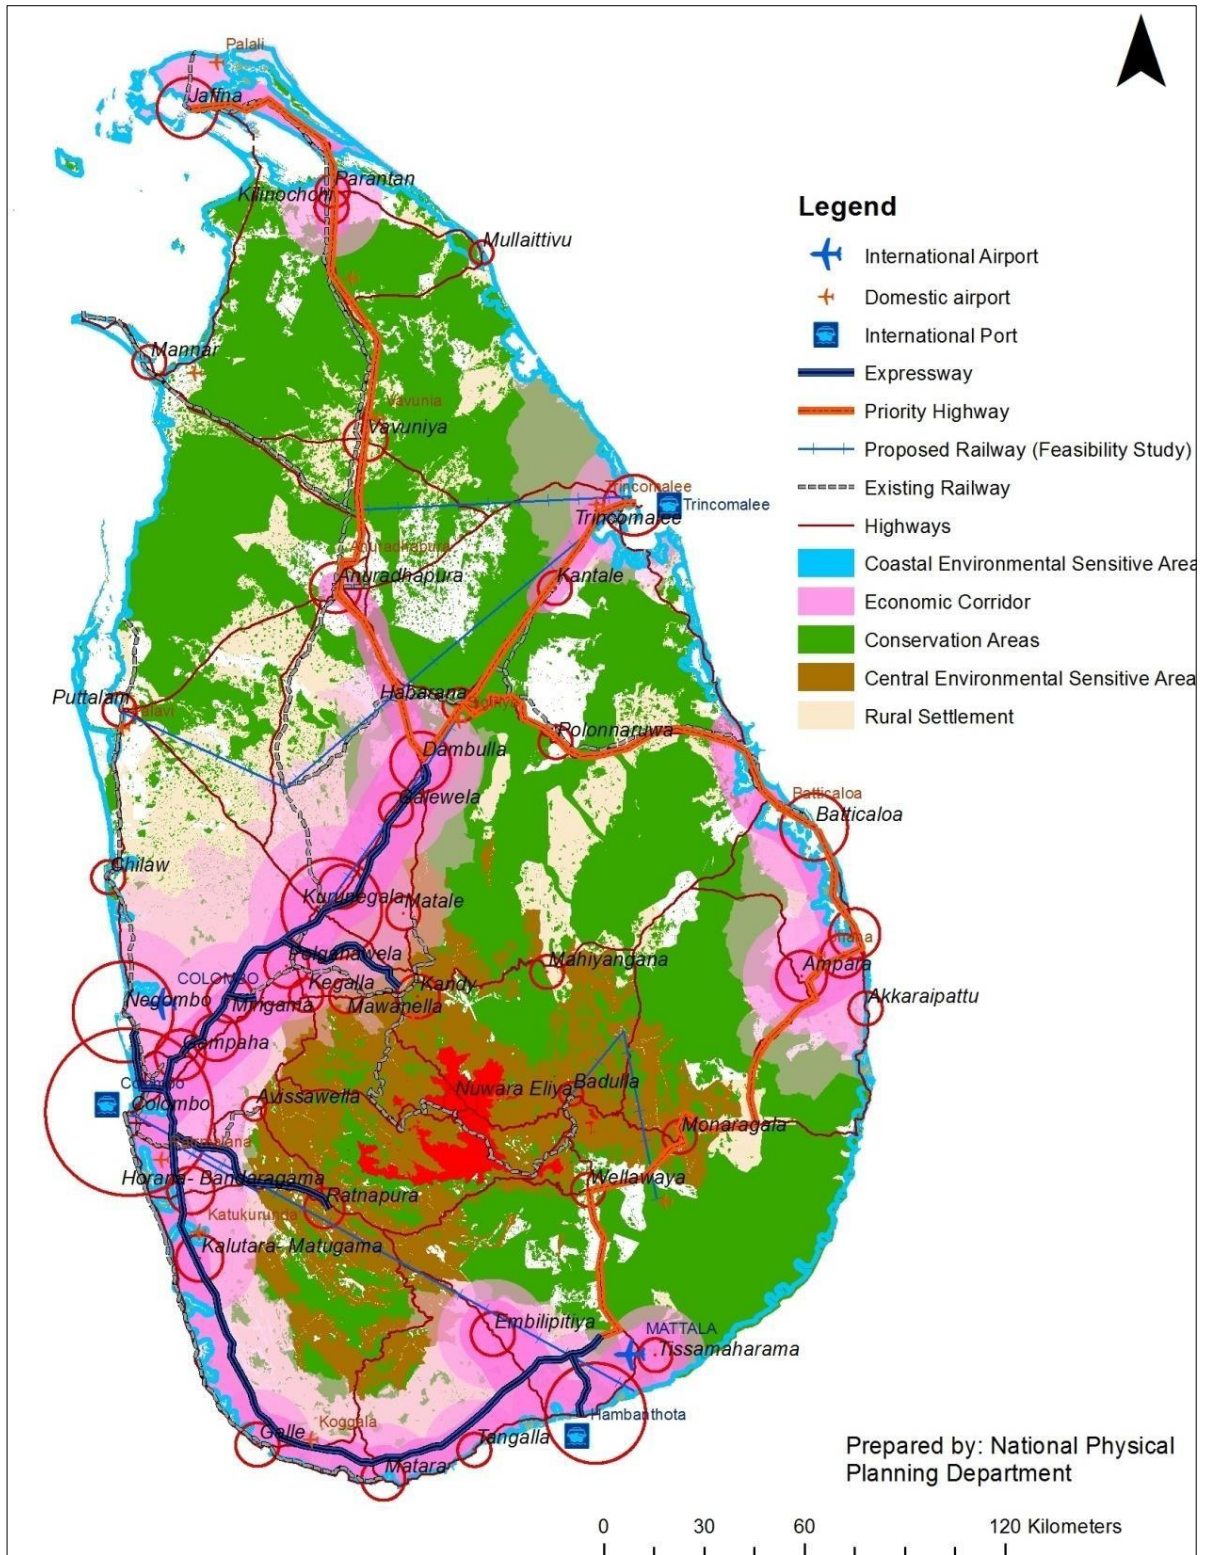 Palali
Jaffna
Parantan
Kilinochchi
Mullaittivu
Mannar
Vavunia
Vavuniya
Trincomalee
Trincomalee
Trincomalee
Anuradhapura
Anuradhapura
Kantale
Habarana
Puttalam
Polonnaruwa
Dambulla
Galewela
Batticaloa
Batticaloa
Chilaw
Kurunegala
Matale
Polgahawela
Mahiyangana
Ampara
COLOMBO
Negombo
Mirigama
Kegalla
Mawanella
Kandy
Akkaraipattu
Gampaha
Colombo
Colombo
Avissawella
Nuwara Eliya
Badulla
Monaragala
Horana- Bandaragama
Ratnapura
Wellawaya
Katukurunda
Kalutara- Matugama
Embilipitiya
MATTALA
Tissamaharama
Hambanthota
Koggala
Galle
Tangalla
Matara
Legend
International Airport
Domestic airport
International Port
Expressway
Priority Highway
Proposed Railway (Feasibility Study)
Existing Railway
Highways
Coastal Environmental Sensitive Area
Economic Corridor
Conservation Areas
Central Environmental Sensitive Area
Rural Settlement
Prepared by: National Physical
Planning Department
0 30 60 120 Kilometers